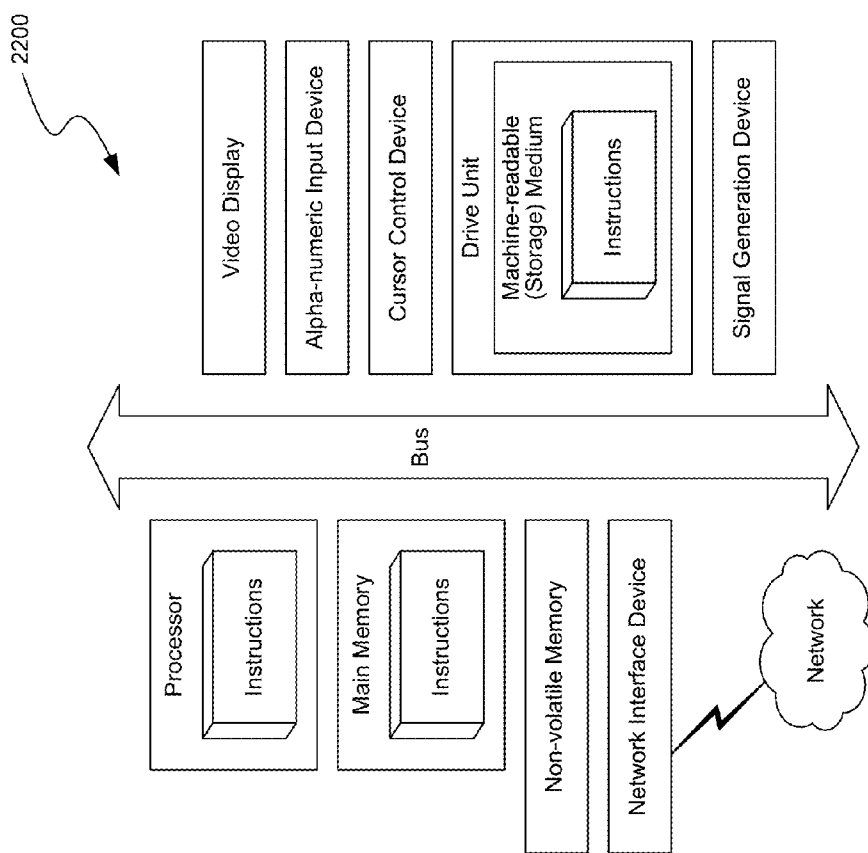 2200
Processor
Instructions
Main Memory
Instructions
Non-volatile Memory
Network Interface Device
Network
Bus
Video Display
Alpha-numeric Input Device
Cursor Control Device
Drive Unit
Machine-readable
(Storage) Medium
Instructions
Signal Generation Device